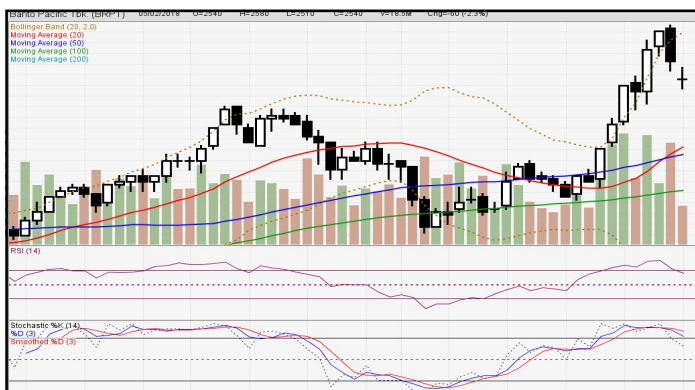 Barito Pacific Tbk. (BRPT) 05/02/2018 O=2540 H=2580 L=2510 C=2540 V=18.5M Chg=-60 (-2.3%)
Bollinger Band (20, 2.0)
Moving Average (20)
Moving Average (50)
Moving Average (100)
Moving Average (200)
RSI (14)
Stochastic %K (14)
%D (3)
Smoothed %D (3)